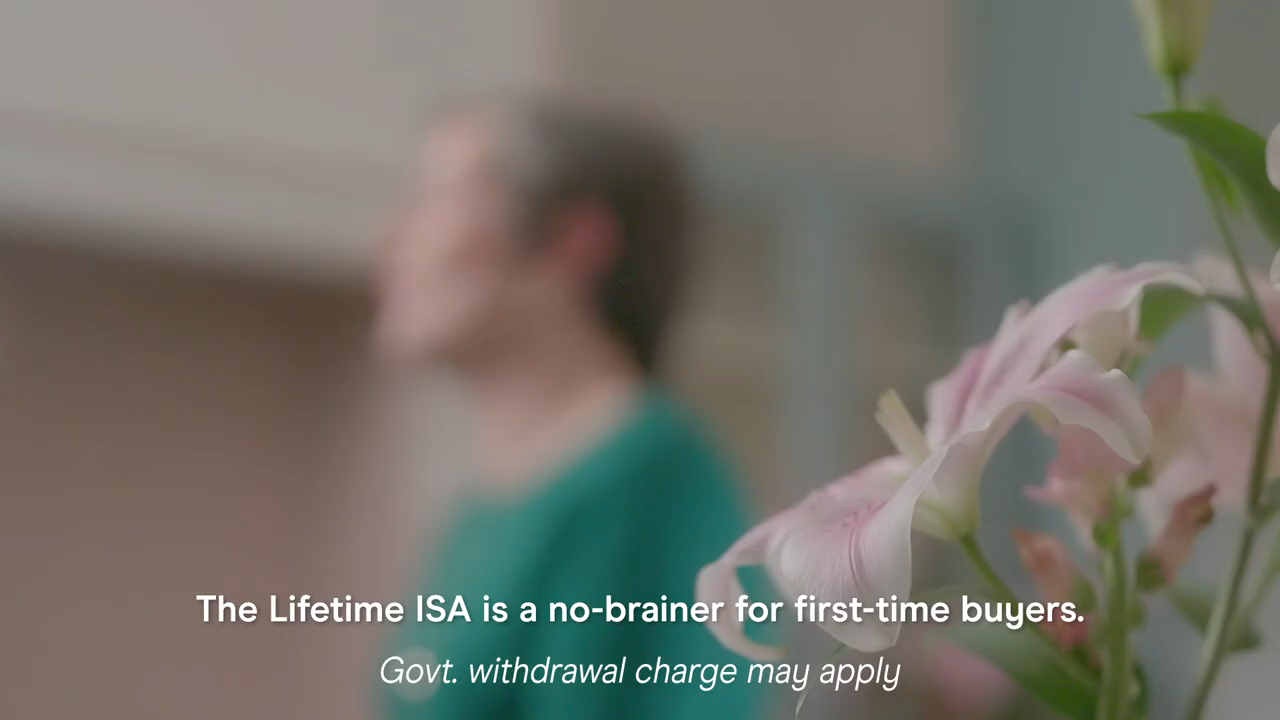 The Lifetime ISA is a no-brainer for first-time buyers.
Govt. withdrawal charge may apply